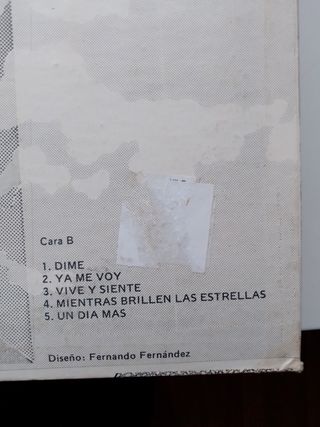 Cara B
1. DIME
2. YA ME VOY
3. VIVE Y SIENTE
4. MIENTRAS BRILLEN LAS ESTRELLAS
5. UN DIA MAS
Diseño: Fernando Fernández